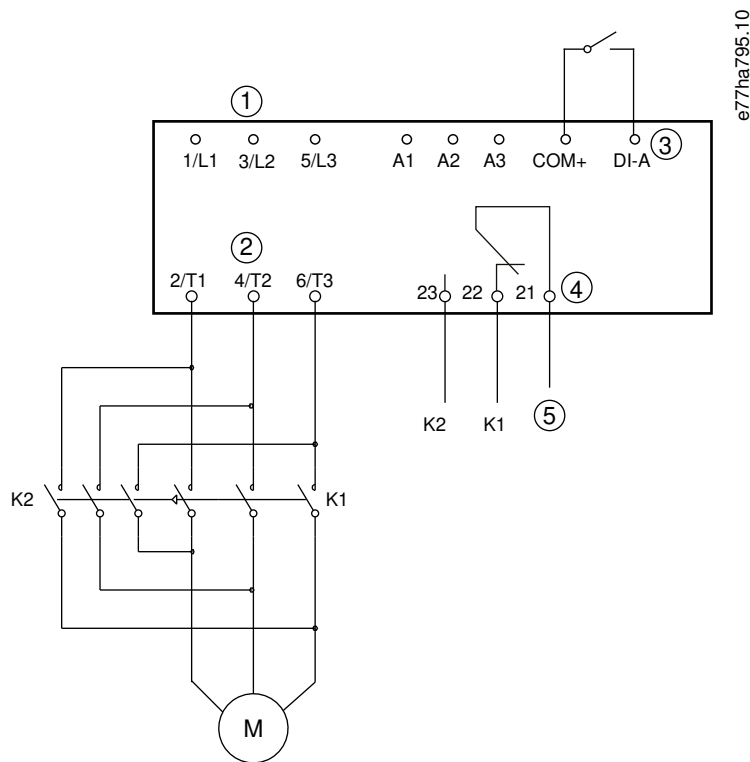 e77ha795.10
1
1/L1 3/L2 5/L3 A1 A2 A3 COM+ DI-A 3
2
2/T1 4/T2 6/T3 23 22 21 4
K2 K1 5
K2 K1
M